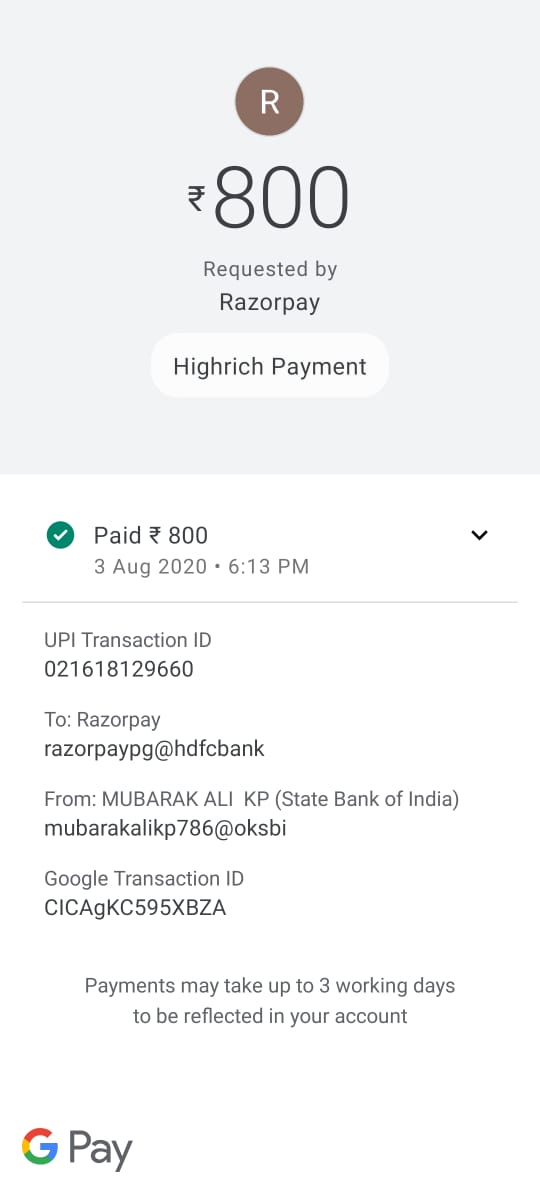 R
₹800
Requested by
Razorpay
Highrich Payment
Paid ₹ 800
3 Aug 2020 • 6:13 PM
UPI Transaction ID
021618129660
To: Razorpay
razorpaypg@hdfcbank
From: MUBARAK ALI  KP (State Bank of India)
mubarakalikp786@oksbi
Google Transaction ID
CICAgKC595XBZA
Payments may take up to 3 working days
to be reflected in your account
G Pay